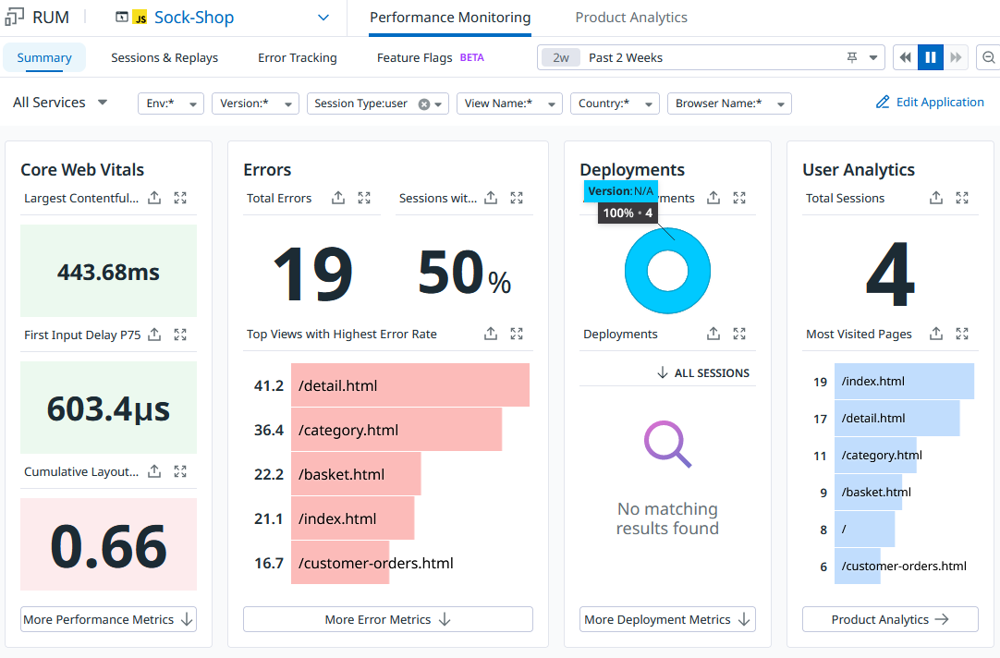 RUM
JS Sock-Shop
Performance Monitoring
Product Analytics
Summary
Sessions & Replays
Error Tracking
Feature Flags BETA
2w Past 2 Weeks
All Services
Env:*
Version:*
Session Type:user
View Name:*
Country:*
Browser Name:*
Edit Application
Core Web Vitals
Largest Contentful...
443.68ms
First Input Delay P75
603.4µs
Cumulative Layout...
0.66
More Performance Metrics
Errors
Total Errors
19
Sessions wit...
50%
Top Views with Highest Error Rate
41.2 /detail.html
36.4 /category.html
22.2 /basket.html
21.1 /index.html
16.7 /customer-orders.html
More Error Metrics
Deployments
Version:N/A
100% • 4
Deployments
ALL SESSIONS
No matching
results found
More Deployment Metrics
User Analytics
Total Sessions
4
Most Visited Pages
19 /index.html
17 /detail.html
11 /category.html
9 /basket.html
8 /
6 /customer-orders.html
Product Analytics